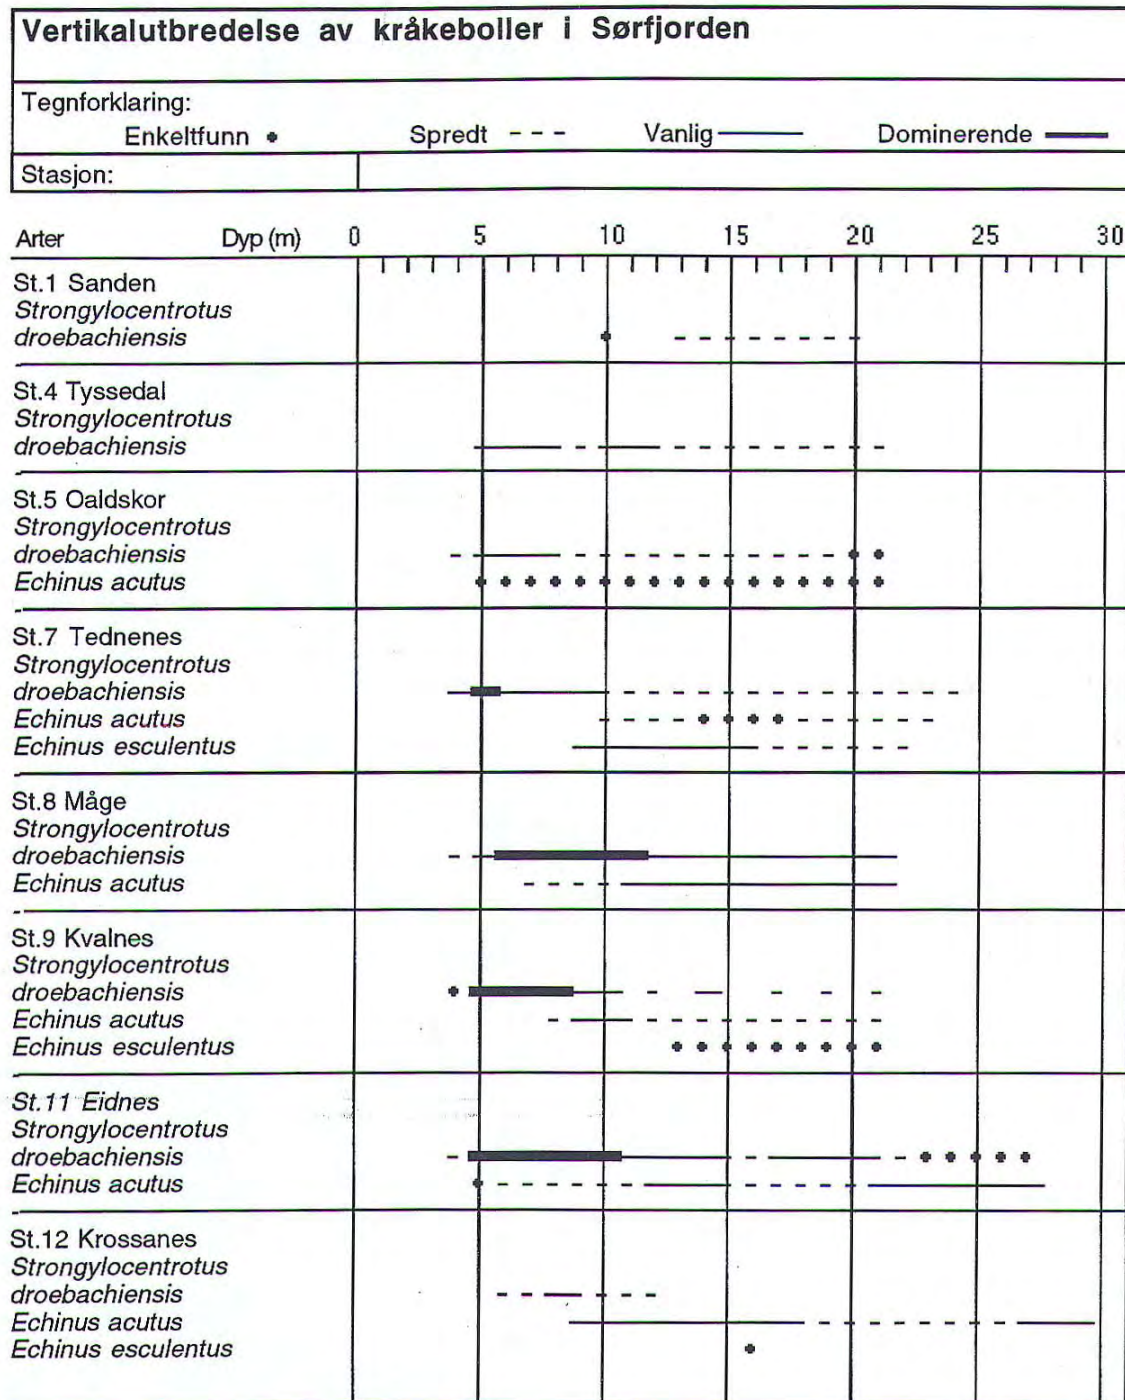 Vertikalutbredelse av kråkeboller i Sørfjorden
Tegnforklaring:
Enkeltfunn Spredt Vanlig Dominerende
Stasjon:
Arter Dyp (m) 0 5 10 15 20 25 30
St.1 Sanden
Strongylocentrotus
droebachiensis
St.4 Tyssedal
Strongylocentrotus
droebachiensis
St.5 Oaldskor
Strongylocentrotus
droebachiensis
Echinus acutus
St.7 Tednenes
Strongylocentrotus
droebachiensis
Echinus acutus
Echinus esculentus
St.8 Måge
Strongylocentrotus
droebachiensis
Echinus acutus
St.9 Kvalnes
Strongylocentrotus
droebachiensis
Echinus acutus
Echinus esculentus
St.11 Eidnes
Strongylocentrotus
droebachiensis
Echinus acutus
St.12 Krossanes
Strongylocentrotus
droebachiensis
Echinus acutus
Echinus esculentus